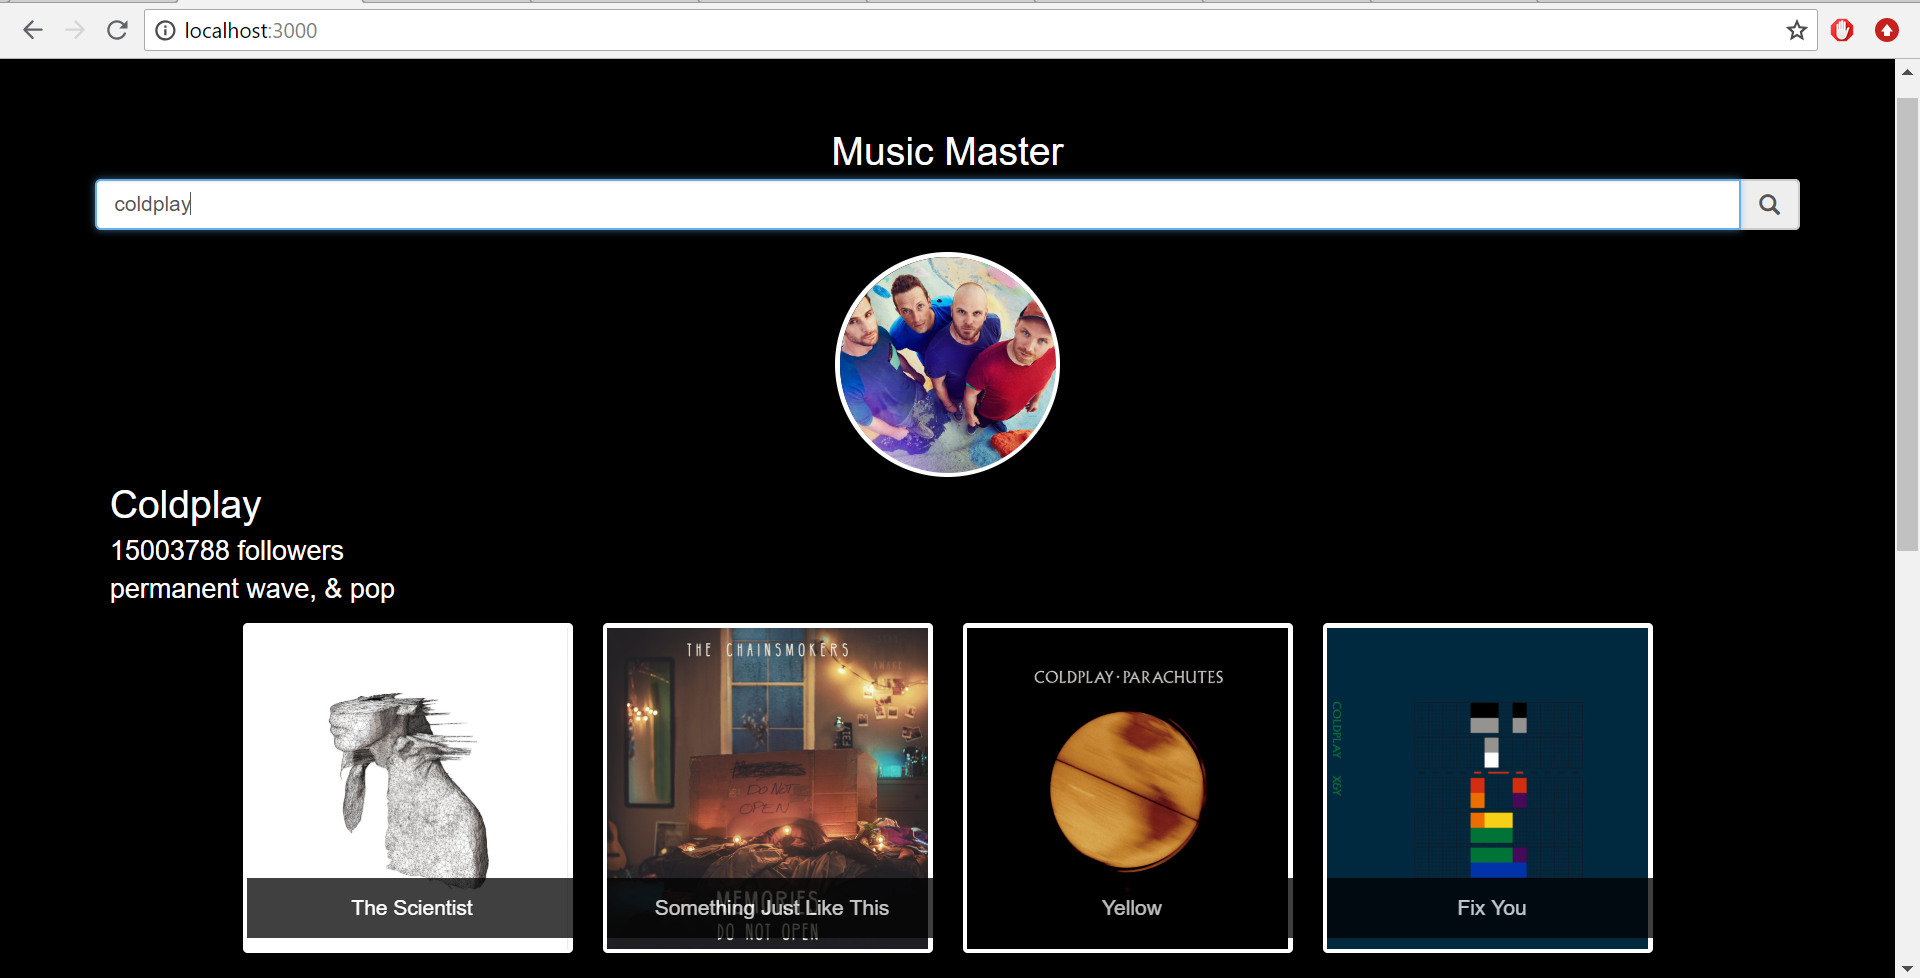 localhost:3000
Music Master
coldplay
Coldplay
15003788 followers
permanent wave, & pop
THE CHAINSMOKERS
DO NOT
OPEN
MEMORIES
DO NOT OPEN
COLDPLAY·PARACHUTES
COLDPLAY X&Y
The Scientist
Something Just Like This
Yellow
Fix You